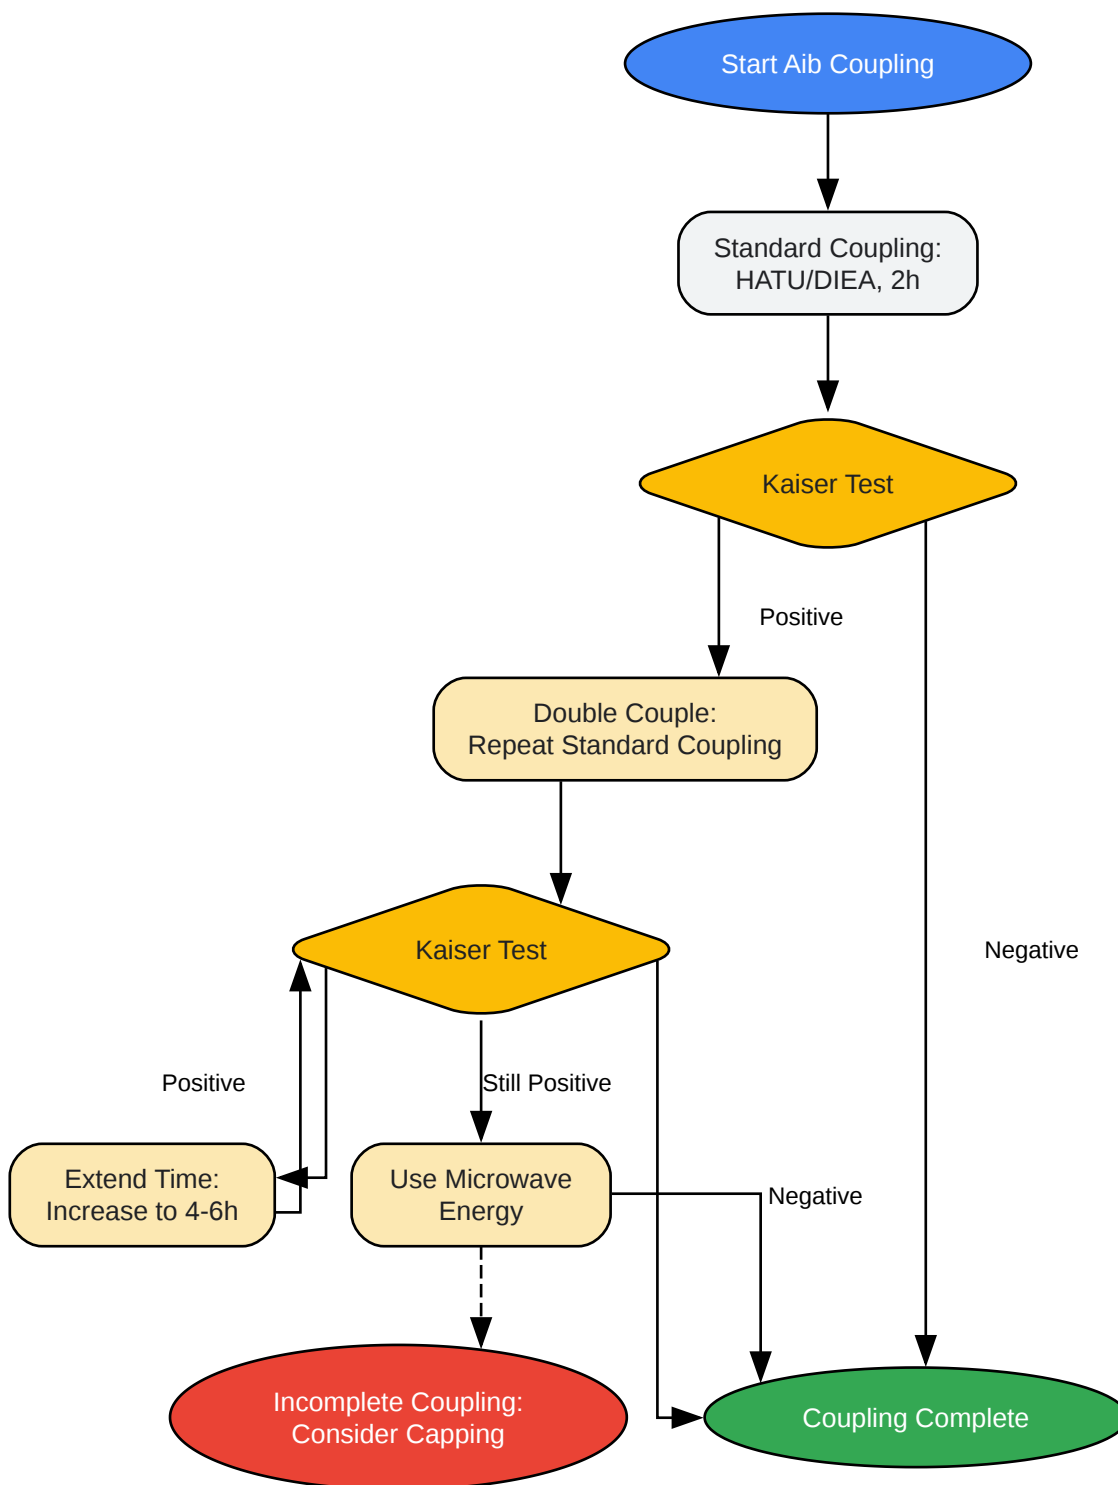 Start Aib Coupling
Standard Coupling:
HATU/DIEA, 2h
Kaiser Test
Positive
Double Couple:
Repeat Standard Coupling
Kaiser Test
Negative
Positive
Still Positive
Extend Time:
Increase to 4-6h
Use Microwave
Energy
Negative
Incomplete Coupling:
Consider Capping
Coupling Complete